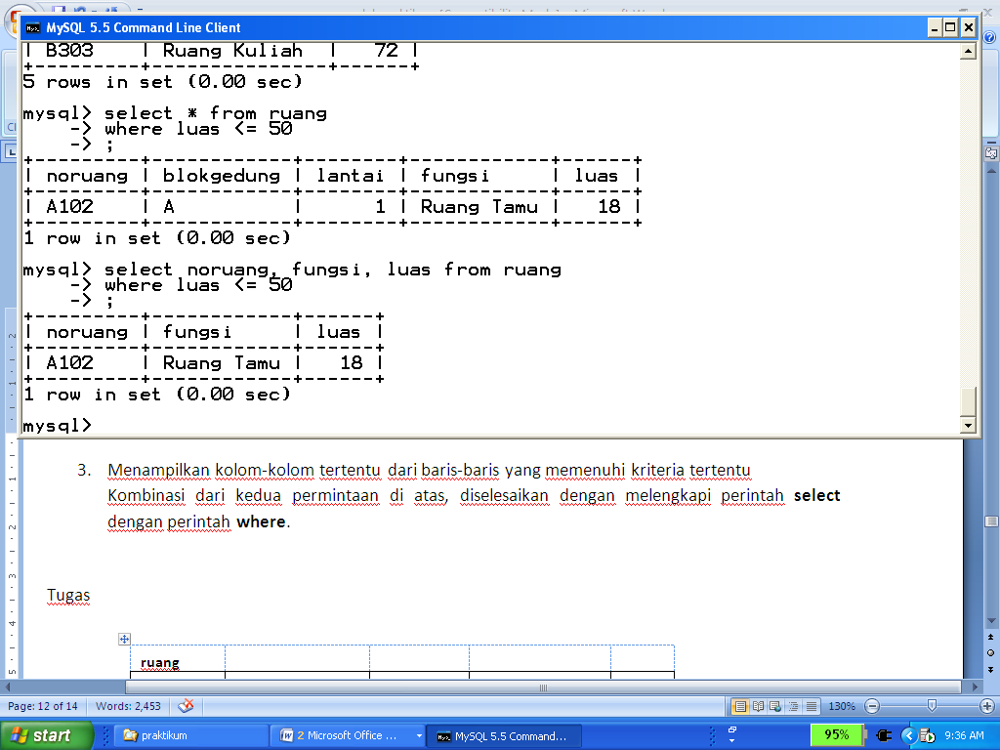 MySQL 5.5 Command Line Client
| B303 | Ruang Kuliah | 72 |
+----------+----------------+------+
5 rows in set (0.00 sec)
mysql> select * from ruang
-> where luas <= 50
-> ;
+----------+-------------+--------+------------+------+
| noruang | blokgedung | lantai | fungsi | luas |
+----------+-------------+--------+------------+------+
| A102 | A | 1 | Ruang Tamu | 18 |
+----------+-------------+--------+------------+------+
1 row in set (0.00 sec)
mysql> select noruang, fungsi, luas from ruang
-> where luas <= 50
-> ;
+----------+------------+------+
| noruang | fungsi | luas |
+----------+------------+------+
| A102 | Ruang Tamu | 18 |
+----------+------------+------+
1 row in set (0.00 sec)
mysql>
3. Menampilkan kolom-kolom tertentu dari baris-baris yang memenuhi kriteria tertentu
Kombinasi dari kedua permintaan di atas, diselesaikan dengan melengkapi perintah select
dengan perintah where.
Tugas
ruang
Page: 12 of 14 Words: 2,453 130%
start praktikum 2 Microsoft Office ... MySQL 5.5 Command... 95% 9:36 AM